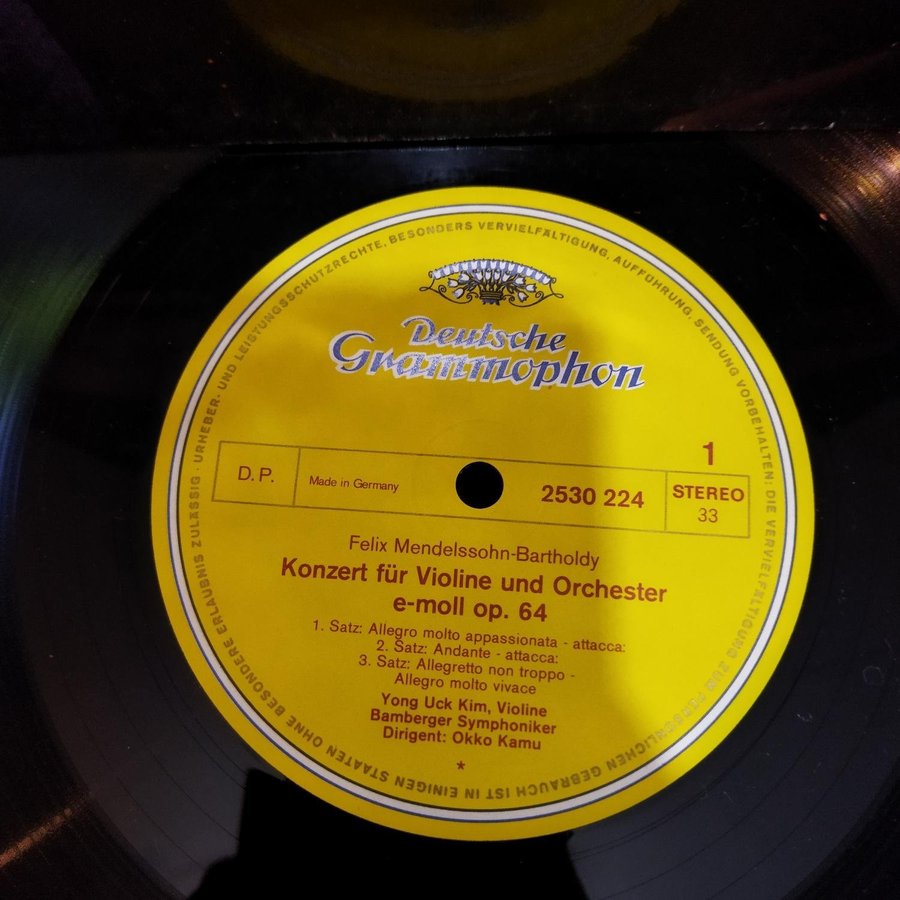 Deutsche
Grammophon
1
D.P.
Made in Germany
2530 224
STEREO
33
Felix Mendelssohn-Bartholdy
Konzert für Violine und Orchester
e-moll op. 64
1. Satz: Allegro molto appassionata - attacca:
2. Satz: Andante - attacca:
3. Satz: Allegretto non troppo -
Allegro molto vivace
Yong Uck Kim, Violine
Bamberger Symphoniker
Dirigent: Okko Kamu
*
URHEBER- UND LEISTUNGSSCHUTZRECHTE, BESONDERS VERVIELFÄLTIGUNG, AUFFÜHRUNG, SENDUNG VORBEHALTEN: DIE VERVIELFÄLTIGUNG ZUM PERSÖNLICHEN GEBRAUCH IST IN EINIGEN STAATEN OHNE BESONDERE ERLAUBNIS ZULÄSSIG ·